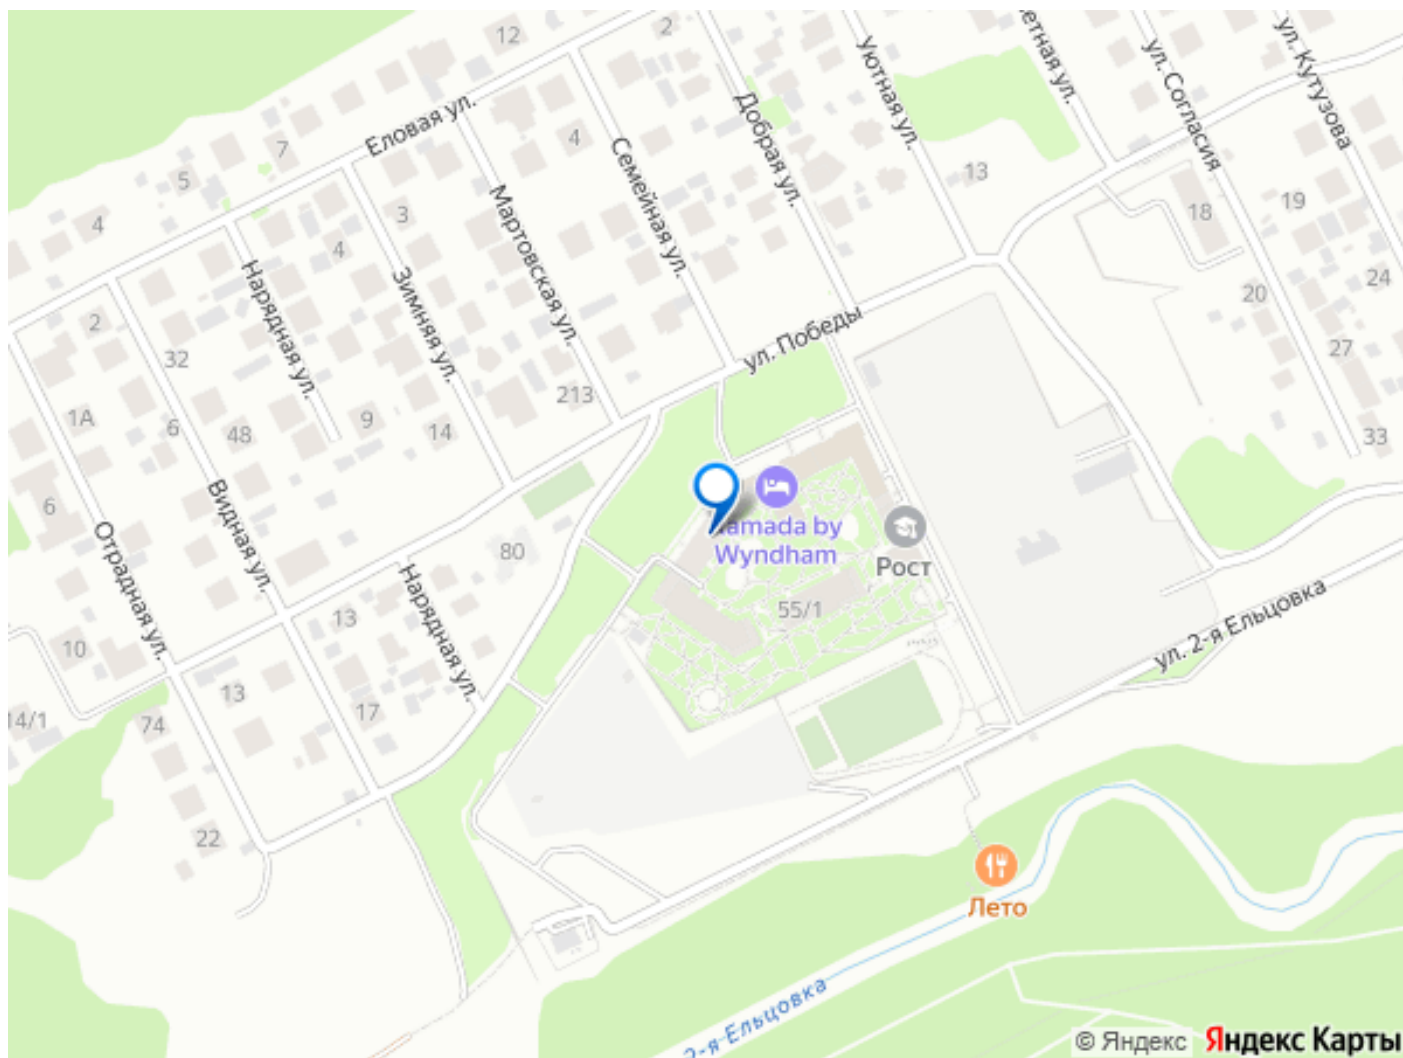 12
2
Еловая ул.
7
5
4
4
3
4
Семейная ул.
Добрая ул.
Уютная ул.
ул. Согласия
ул. Кутузова
13
18
19
24
20
27
33
Мартовская ул.
Зимняя ул.
Нарядная ул.
2
32
1А
6
48
9
14
213
ул. Победы
6
Видная ул.
Отрадная ул.
80
Нарядная ул.
13
10
13
17
14/1
74
22
Wyndham
Рост
55/1
ул. 2-я Ельцовка
Лето
2-я Ельцовка
© Яндекс Яндекс Карты